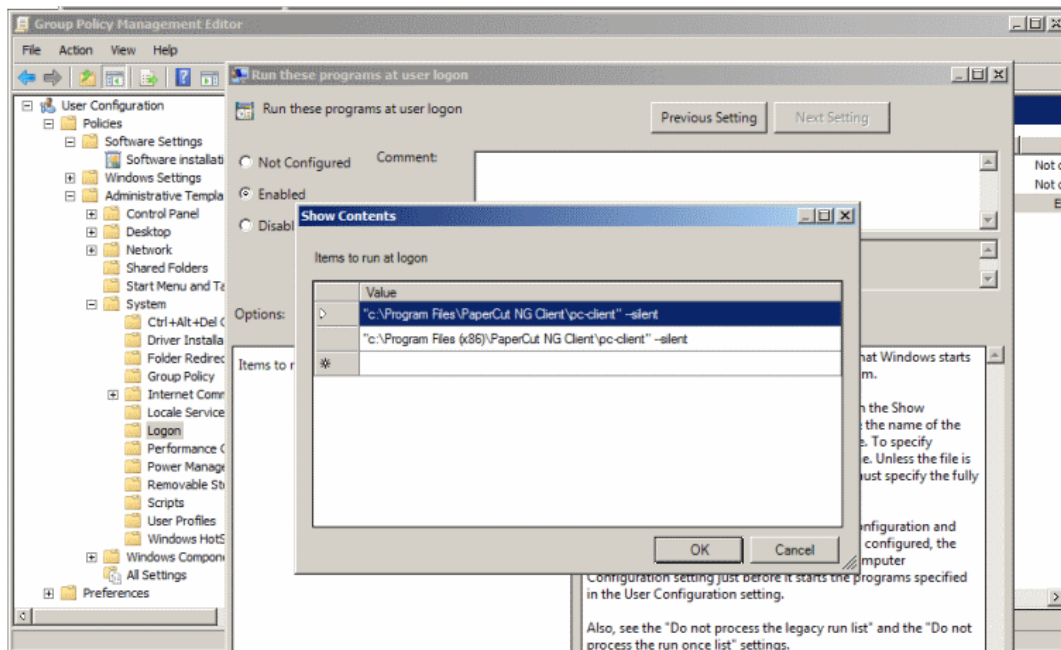 Group Policy Management Editor
File Action View Help
User Configuration
Policies
Software Settings
Software installati
Windows Settings
Administrative Templa
Control Panel
Desktop
Network
Shared Folders
Start Menu and Ta
System
Ctrl+Alt+Del
Driver Installa
Folder Redirec
Group Policy
Internet Comm
Locale Service
Logon
Performance
Power Manage
Removable St
Scripts
User Profiles
Windows HotS
Windows Compon
All Settings
Preferences
Run these programs at user logon
Run these programs at user logon
Previous Setting Next Setting
Not Configured Comment:
Enabled
Disabl
Options:
Items to r
Show Contents
Items to run at logon
Value
"c:\Program Files\PaperCut NG Client\pc-client" --silent
"c:\Program Files (x86)\PaperCut NG Client\pc-client" --silent
OK Cancel
hat Windows starts
m.
n the Show
the name of the
e. To specify
e. Unless the file is
must specify the fully
nfiguration and
configured, the
mputer
Configuration setting just before it starts the programs specified
in the User Configuration setting.
Also, see the "Do not process the legacy run list" and the "Do not
process the run once list" settings.
Not
Not
E